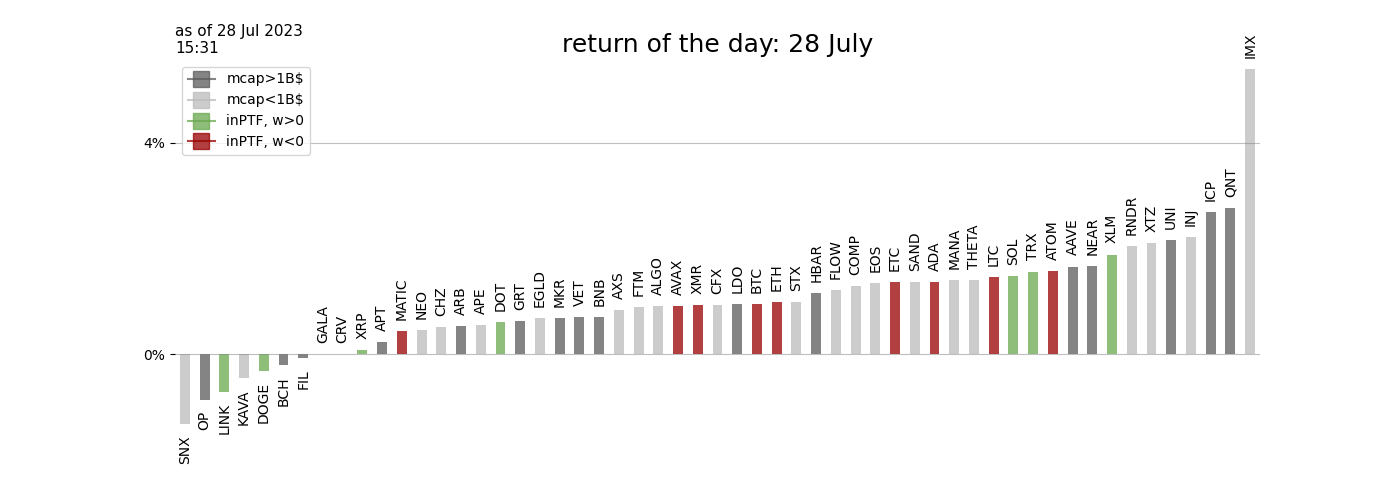 as of 28 Jul 2023
15:31
return of the day: 28 July
mcap>1B$
mcap<1B$
inPTF, w>0
inPTF, w<0
4%
0%
SNX
OP
LINK
KAVA
DOGE
BCH
FIL
GALA
CRV
XRP
APT
MATIC
NEO
CHZ
ARB
APE
DOT
GRT
EGLD
MKR
VET
BNB
AXS
FTM
ALGO
AVAX
XMR
CFX
LDO
BTC
ETH
STX
HBAR
FLOW
COMP
EOS
ETC
SAND
ADA
MANA
THETA
LTC
SOL
TRX
ATOM
AAVE
NEAR
XLM
RNDR
XTZ
UNI
INJ
ICP
QNT
IMX